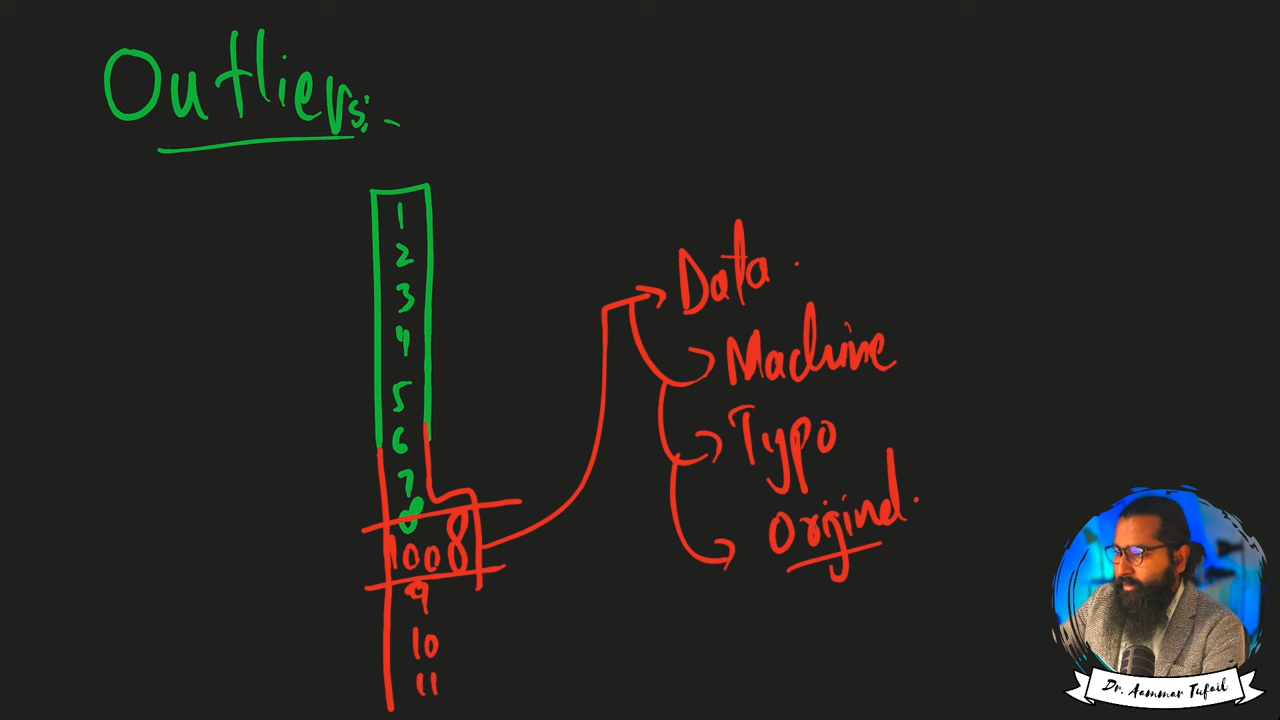 Outliers:-
1
2
3
4
5
6
7
8
1008
9
10
11
Data.
Machine
Typo
Original.
Dr. Aammar Tufail